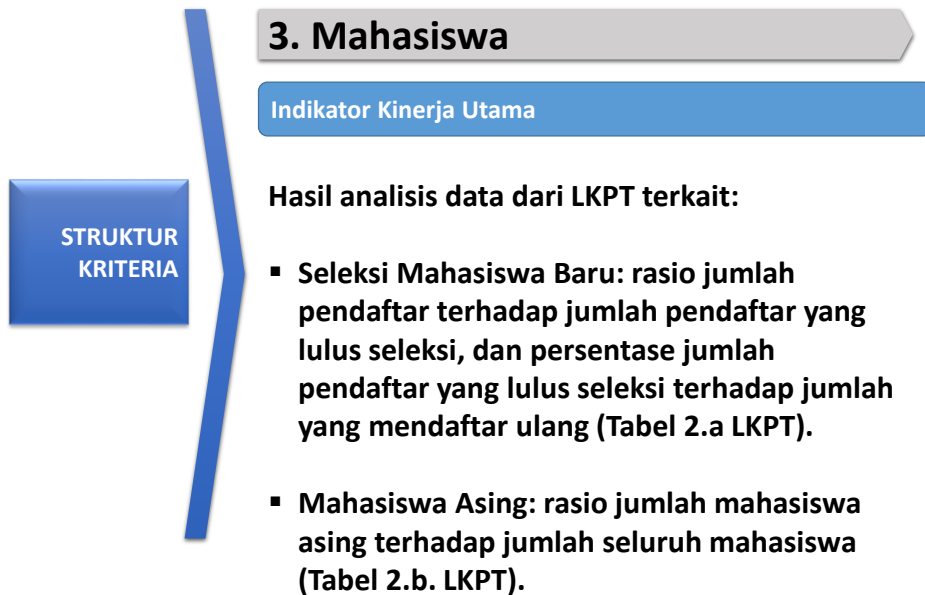 3. Mahasiswa
Indikator Kinerja Utama
STRUKTUR
KRITERIA
Hasil analisis data dari LKPT terkait:
▪ Seleksi Mahasiswa Baru: rasio jumlah
pendaftar terhadap jumlah pendaftar yang
lulus seleksi, dan persentase jumlah
pendaftar yang lulus seleksi terhadap jumlah
yang mendaftar ulang (Tabel 2.a LKPT).
▪ Mahasiswa Asing: rasio jumlah mahasiswa
asing terhadap jumlah seluruh mahasiswa
(Tabel 2.b. LKPT).